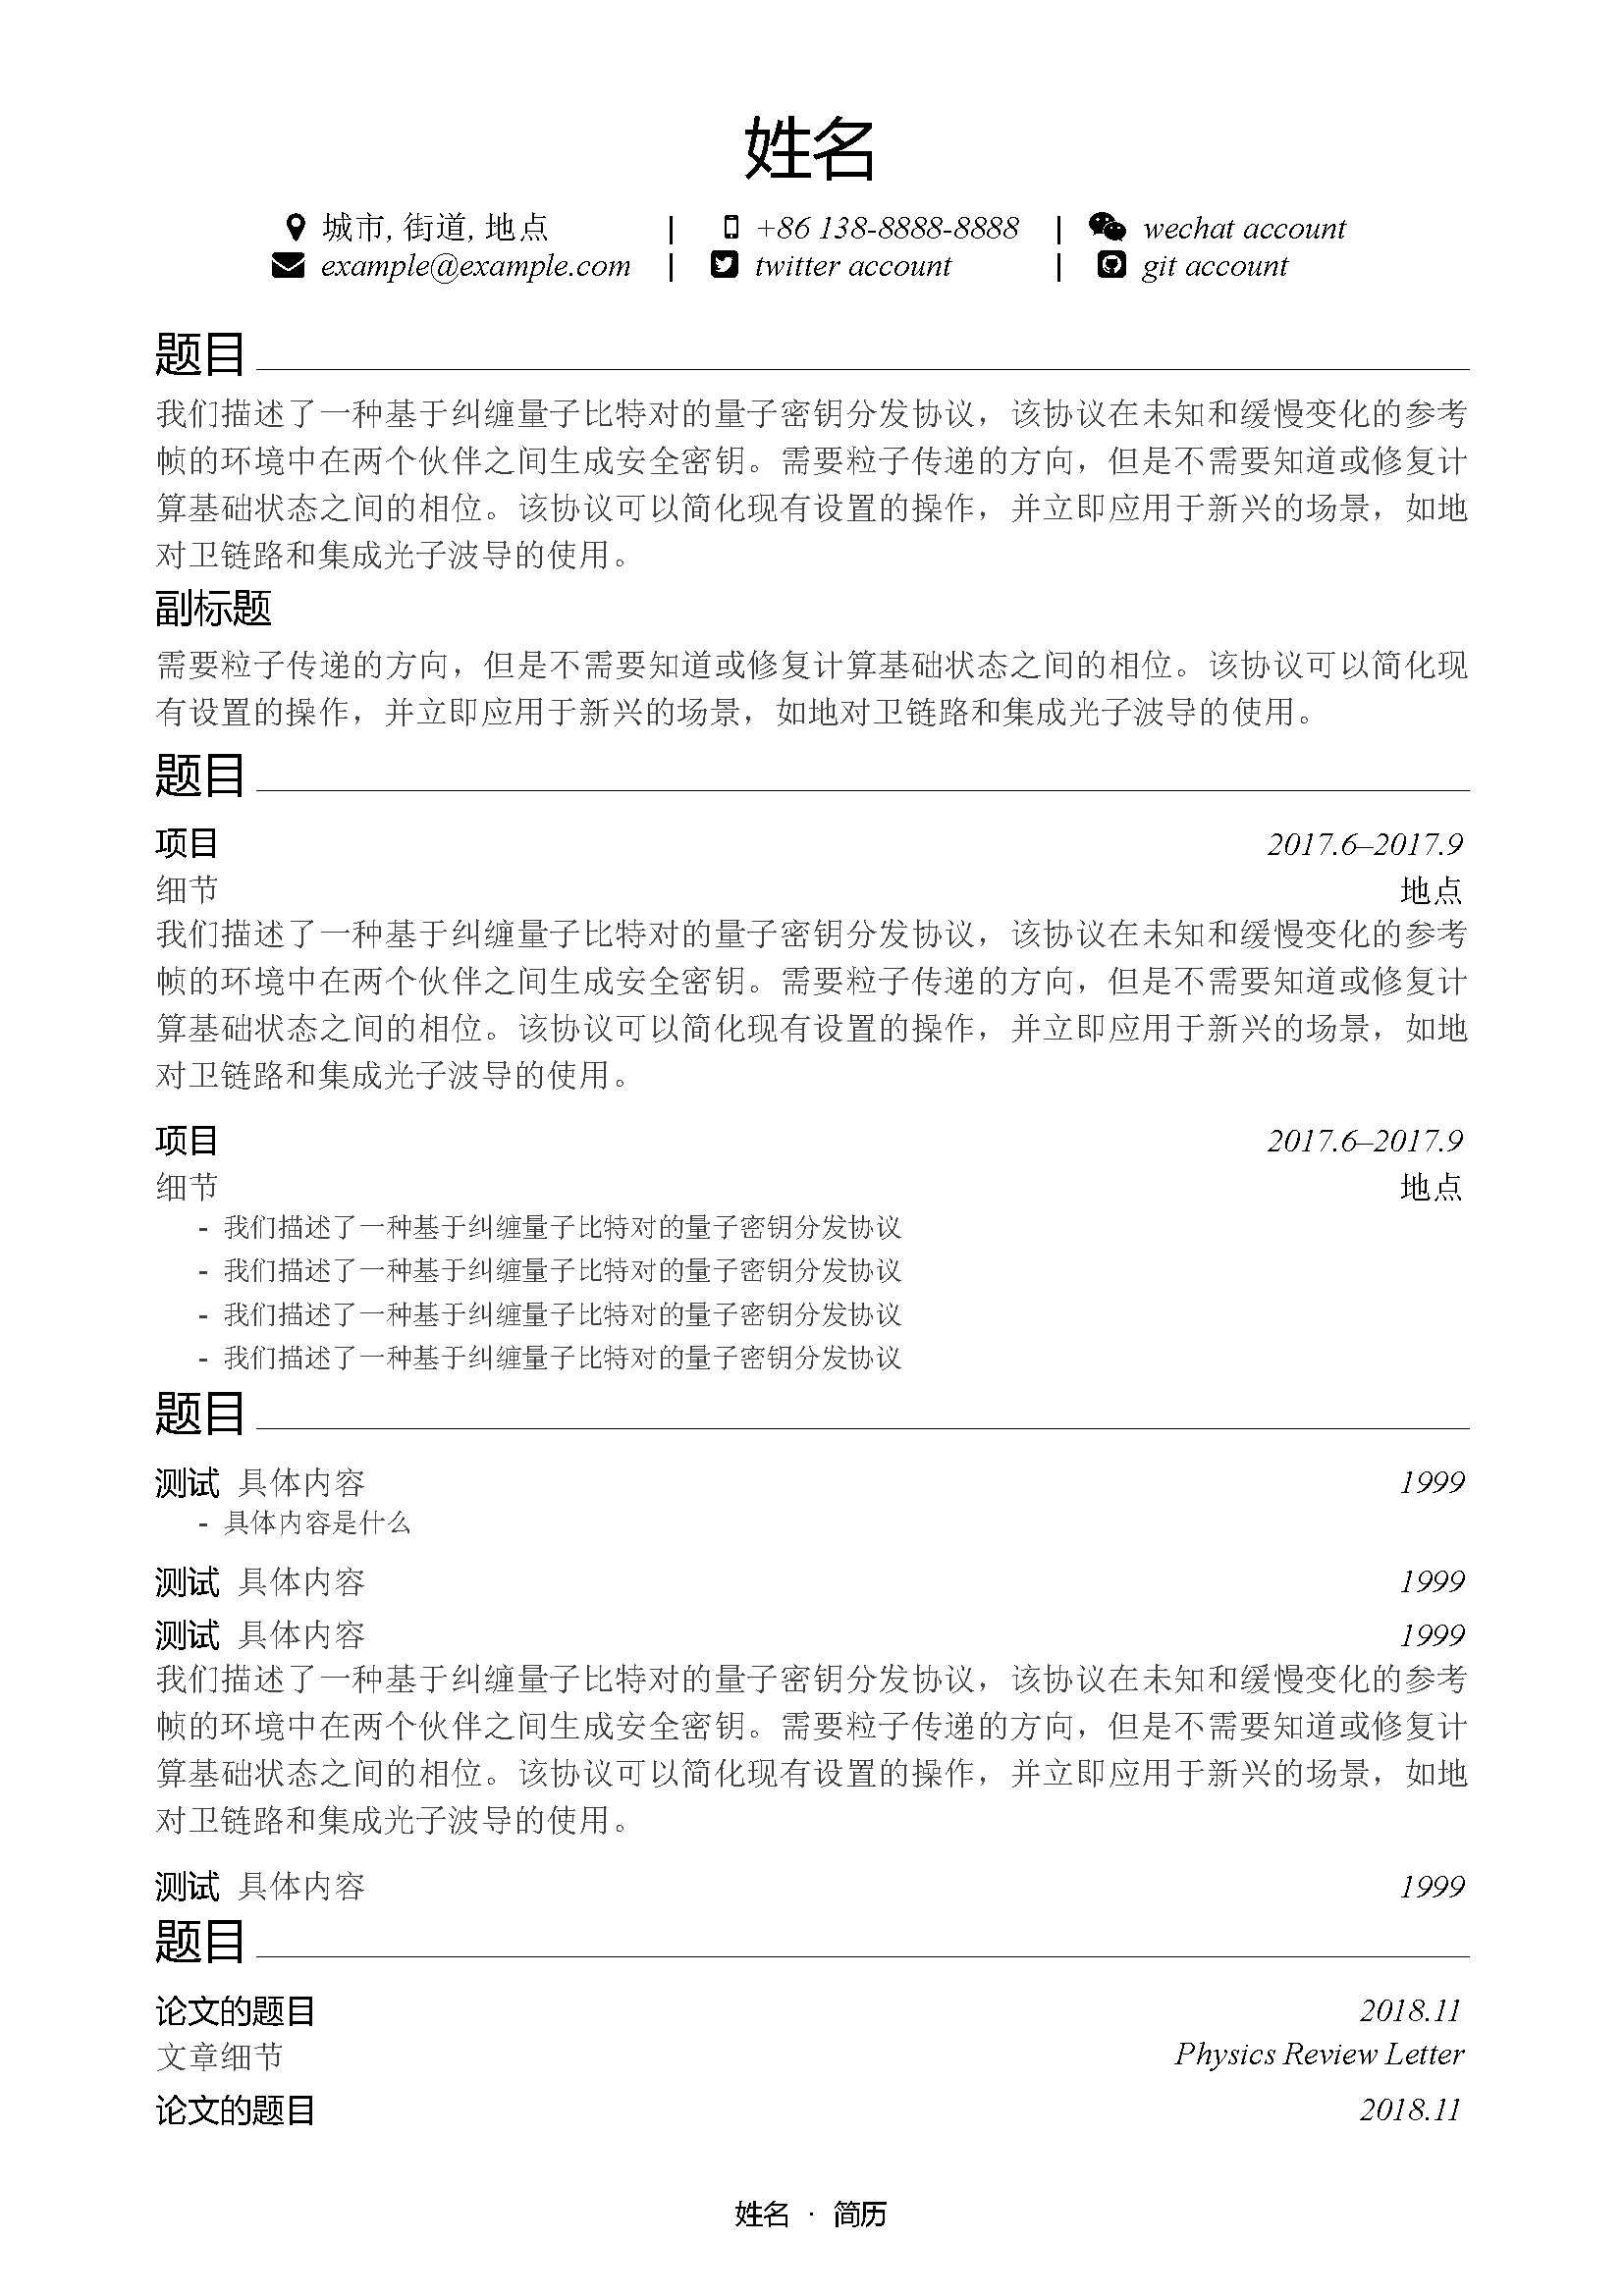 姓名
城市, 街道, 地点 | +86 138-8888-8888 | wechat account
example@example.com | twitter account | git account
题目
我们描述了一种基于纠缠量子比特对的量子密钥分发协议，该协议在未知和缓慢变化的参考
帧的环境中在两个伙伴之间生成安全密钥。需要粒子传递的方向，但是不需要知道或修复计
算基础状态之间的相位。该协议可以简化现有设置的操作，并立即应用于新兴的场景，如地
对卫链路和集成光子波导的使用。
副标题
需要粒子传递的方向，但是不需要知道或修复计算基础状态之间的相位。该协议可以简化现
有设置的操作，并立即应用于新兴的场景，如地对卫链路和集成光子波导的使用。
题目
项目 2017.6–2017.9
细节 地点
我们描述了一种基于纠缠量子比特对的量子密钥分发协议，该协议在未知和缓慢变化的参考
帧的环境中在两个伙伴之间生成安全密钥。需要粒子传递的方向，但是不需要知道或修复计
算基础状态之间的相位。该协议可以简化现有设置的操作，并立即应用于新兴的场景，如地
对卫链路和集成光子波导的使用。
项目 2017.6–2017.9
细节 地点
- 我们描述了一种基于纠缠量子比特对的量子密钥分发协议
- 我们描述了一种基于纠缠量子比特对的量子密钥分发协议
- 我们描述了一种基于纠缠量子比特对的量子密钥分发协议
- 我们描述了一种基于纠缠量子比特对的量子密钥分发协议
题目
测试 具体内容 1999
- 具体内容是什么
测试 具体内容 1999
测试 具体内容 1999
我们描述了一种基于纠缠量子比特对的量子密钥分发协议，该协议在未知和缓慢变化的参考
帧的环境中在两个伙伴之间生成安全密钥。需要粒子传递的方向，但是不需要知道或修复计
算基础状态之间的相位。该协议可以简化现有设置的操作，并立即应用于新兴的场景，如地
对卫链路和集成光子波导的使用。
测试 具体内容 1999
题目
论文的题目 2018.11
文章细节 Physics Review Letter
论文的题目 2018.11
姓名 · 简历